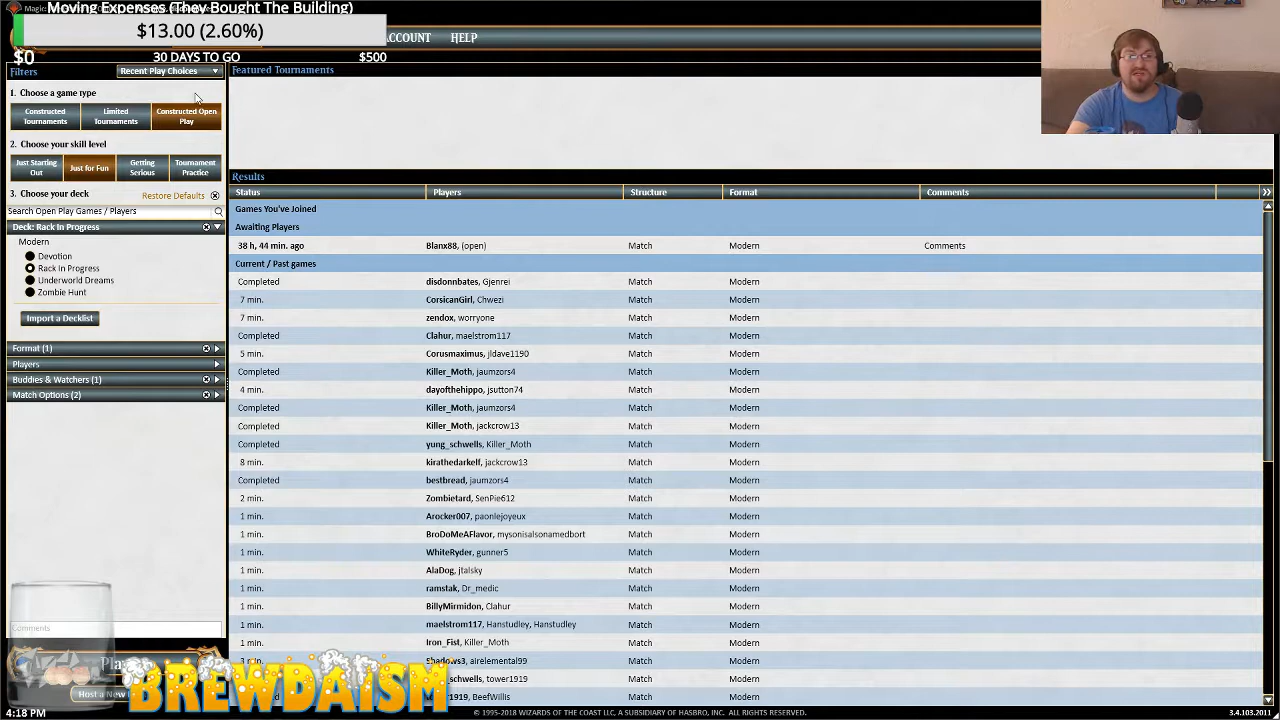 Moving Expenses (They Bought The Building)
$13.00 (2.60%)
$0 30 DAYS TO GO $500
ACCOUNT HELP
Filters Recent Play Choices
1. Choose a game type
Constructed Tournaments Limited Tournaments Constructed Open Play
2. Choose your skill level
Just Starting Out Just for Fun Getting Serious Tournament Practice
3. Choose your deck Restore Defaults
Search Open Play Games / Players
Deck: Rack In Progress
Modern
Devotion
Rack In Progress
Underworld Dreams
Zombie Hunt
Import a Decklist
Format (1)
Players
Buddies & Watchers (1)
Match Options (2)
Comments
Host a New
BREWDAISM
4:18 PM
Featured Tournaments
Results
Status Players Structure Format Comments
Games You've Joined
Awaiting Players
38 h, 44 min. ago Blanx88, (open) Match Modern Comments
Current / Past games
Completed disdonnbates, Gjenrei Match Modern
7 min. CorsicanGirl, Chwezi Match Modern
7 min. zendox, worryone Match Modern
Completed Clahur, maelstrom117 Match Modern
5 min. Corusmaximus, jldave1190 Match Modern
Completed Killer_Moth, jaumzors4 Match Modern
4 min. dayofthehippo, jsutton74 Match Modern
Completed Killer_Moth, jaumzors4 Match Modern
Completed Killer_Moth, jackcrow13 Match Modern
Completed yung_schwells, Killer_Moth Match Modern
8 min. kirathedarkelf, jackcrow13 Match Modern
Completed bestbread, jaumzors4 Match Modern
2 min. Zombietard, SenPie612 Match Modern
1 min. Arocker007, paonlejoyeux Match Modern
1 min. BroDoMeAFlavor, mysonisalsonamedbort Match Modern
1 min. WhiteRyder, gunner5 Match Modern
1 min. AlaDog, jtalsky Match Modern
1 min. ramstak, Dr_medic Match Modern
1 min. BillyMirmidon, Clahur Match Modern
1 min. maelstrom117, Hanstudley, Hanstudley Match Modern
1 min. Iron_Fist, Killer_Moth Match Modern
3 min. Shadows3, airelemental99 Match Modern
_schwells, tower1919 Match Modern
1919, BeefWillis Match Modern
© 1995-2018 WIZARDS OF THE COAST LLC, A SUBSIDIARY OF HASBRO, INC. ALL RIGHTS RESERVED.
3.4.103.2011